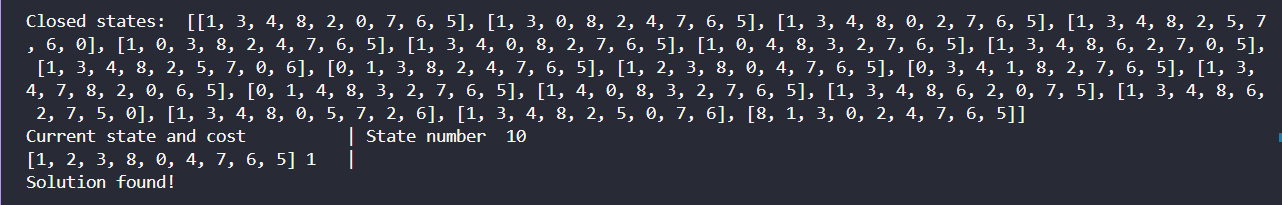 Closed states:  [[1, 3, 4, 8, 2, 0, 7, 6, 5], [1, 3, 0, 8, 2, 4, 7, 6, 5], [1, 3, 4, 8, 0, 2, 7, 6, 5], [1, 3, 4, 8, 2, 5, 7
, 6, 0], [1, 0, 3, 8, 2, 4, 7, 6, 5], [1, 3, 4, 0, 8, 2, 7, 6, 5], [1, 0, 4, 8, 3, 2, 7, 6, 5], [1, 3, 4, 8, 6, 2, 7, 0, 5],
[1, 3, 4, 8, 2, 5, 7, 0, 6], [0, 1, 3, 8, 2, 4, 7, 6, 5], [1, 2, 3, 8, 0, 4, 7, 6, 5], [0, 3, 4, 1, 8, 2, 7, 6, 5], [1, 3,
4, 7, 8, 2, 0, 6, 5], [0, 1, 4, 8, 3, 2, 7, 6, 5], [1, 4, 0, 8, 3, 2, 7, 6, 5], [1, 3, 4, 8, 6, 2, 0, 7, 5], [1, 3, 4, 8, 6,
2, 7, 5, 0], [1, 3, 4, 8, 0, 5, 7, 2, 6], [1, 3, 4, 8, 2, 5, 0, 7, 6], [8, 1, 3, 0, 2, 4, 7, 6, 5]]
Current state and cost         | State number  10
[1, 2, 3, 8, 0, 4, 7, 6, 5] 1   |
Solution found!